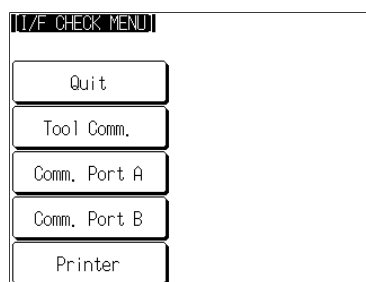 [I/F CHECK MENU]
Quit
Tool Comm.
Comm. Port A
Comm. Port B
Printer